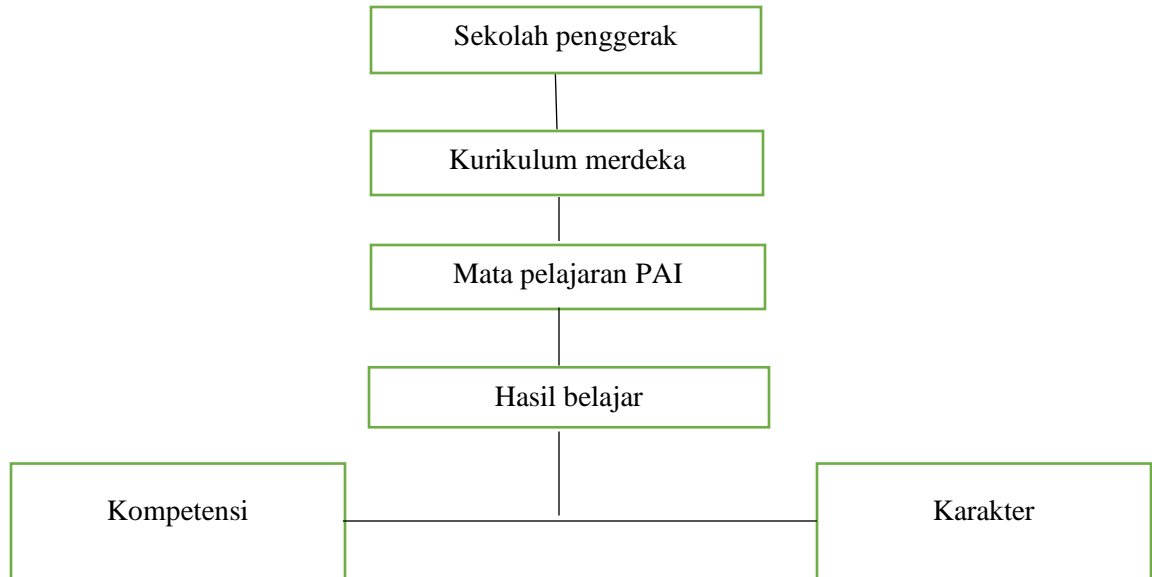 Sekolah penggerak
Kurikulum merdeka
Mata pelajaran PAI
Hasil belajar
Kompetensi
Karakter